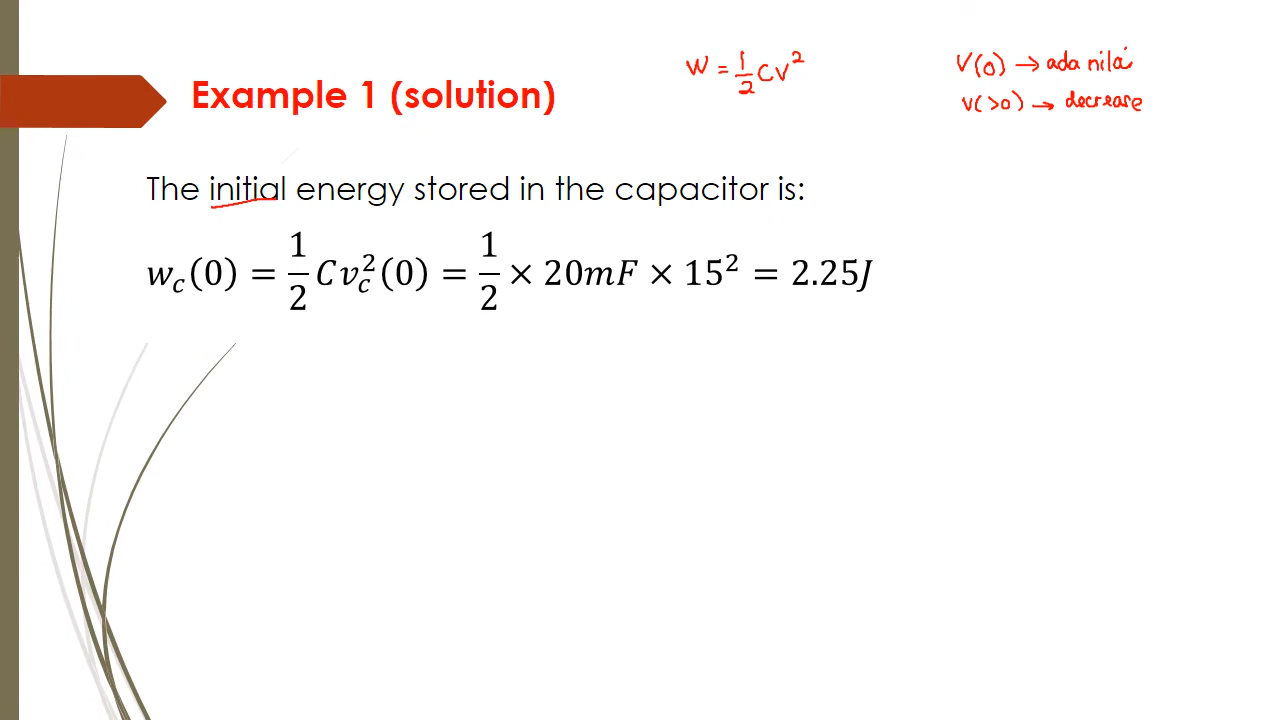 W = 1/2 CV²
V(0) → ada nilai
V(>0) → decrease
Example 1 (solution)
The initial energy stored in the capacitor is:
w_c(0) = 1/2 Cv_c²(0) = 1/2 × 20mF × 15² = 2.25J